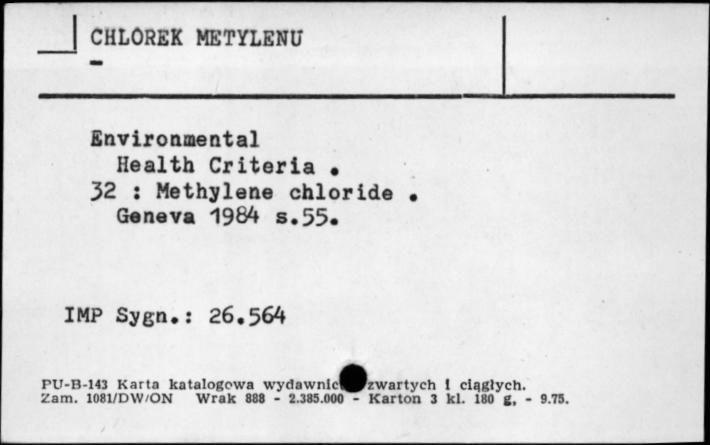 CHLOREK METYLENU
-
Environmental
Health Criteria .
32 : Methylene chloride .
Geneva 1984 s.55.
IMP Sygn.: 26.564
PU-B-143 Karta katalogowa zwartych i ciągłych.
Zam. 1081/DW/ON Wrak 888 - 2.385.000 - Karton 3 kl. 180 g, - 9.75.